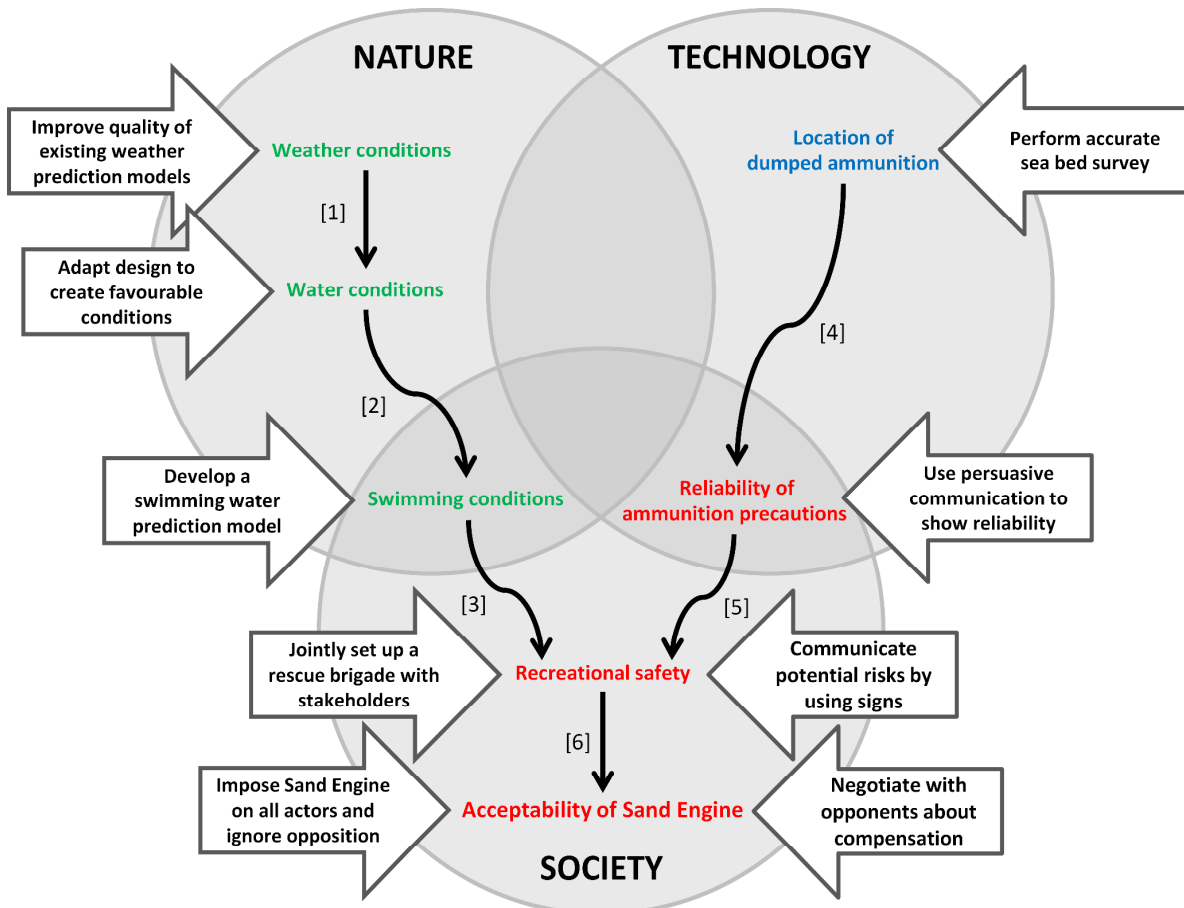 NATURE
TECHNOLOGY
Improve quality of
existing weather
prediction models
Weather conditions
Location of
dumped ammunition
Perform accurate
sea bed survey
[1]
Adapt design to
create favourable
conditions
Water conditions
[4]
[2]
Develop a
swimming water
prediction model
Swimming conditions
Reliability of
ammunition precautions
Use persuasive
communication to
show reliability
[3]
[5]
Jointly set up a
rescue brigade with
stakeholders
Recreational safety
Communicate
potential risks by
using signs
[6]
Impose Sand Engine
on all actors and
ignore opposition
Acceptability of Sand Engine
Negotiate with
opponents about
compensation
SOCIETY